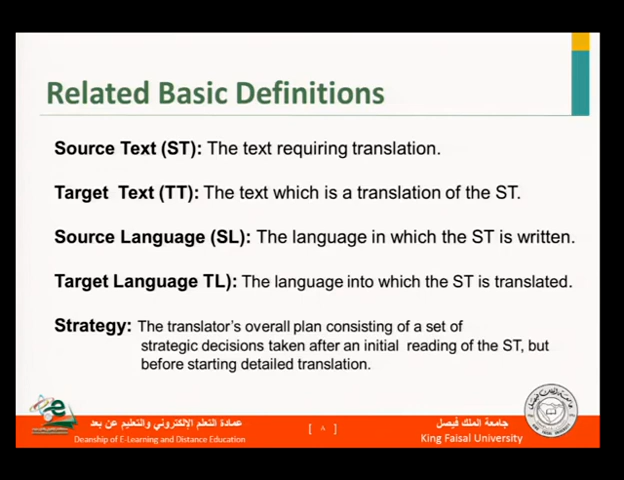 Related Basic Definitions
Source Text (ST): The text requiring translation.
Target Text (TT): The text which is a translation of the ST.
Source Language (SL): The language in which the ST is written.
Target Language TL): The language into which the ST is translated.
Strategy: The translator's overall plan consisting of a set of
strategic decisions taken after an initial reading of the ST, but
before starting detailed translation.
عمادة التعلم الإلكتروني والتعليم عن بعد
Deanship of E-Learning and Distance Education
[ ٨ ]
جامعة الملك فيصل
King Faisal University